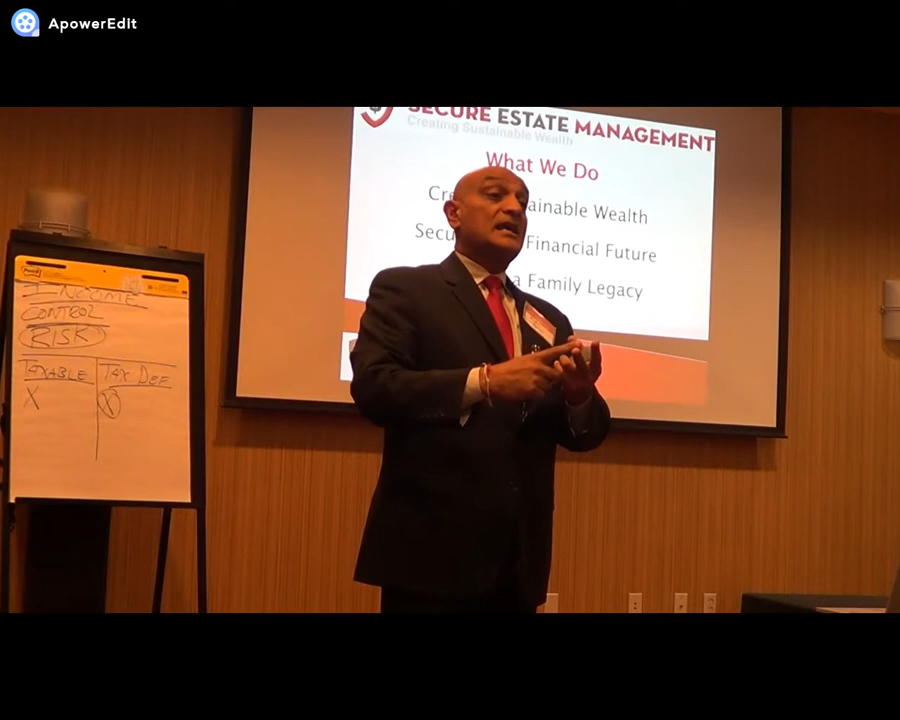 ApowerEdit
SECURE ESTATE MANAGEMENT
Creating Sustainable Wealth
What We Do
Wealth
Financial Future
a Family Legacy
INCOME
CONTROL
RISK
TAXABLE TAX DEF
X X